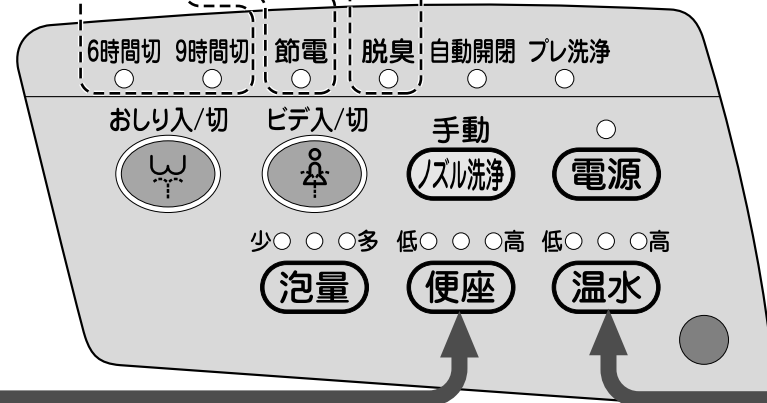 6時間切 9時間切 節電 脱臭 自動開閉 プレ洗浄
おしり入/切 ビデ入/切 手動
ノズル洗浄 電源
少 多 低 高 低 高
泡量 便座 温水